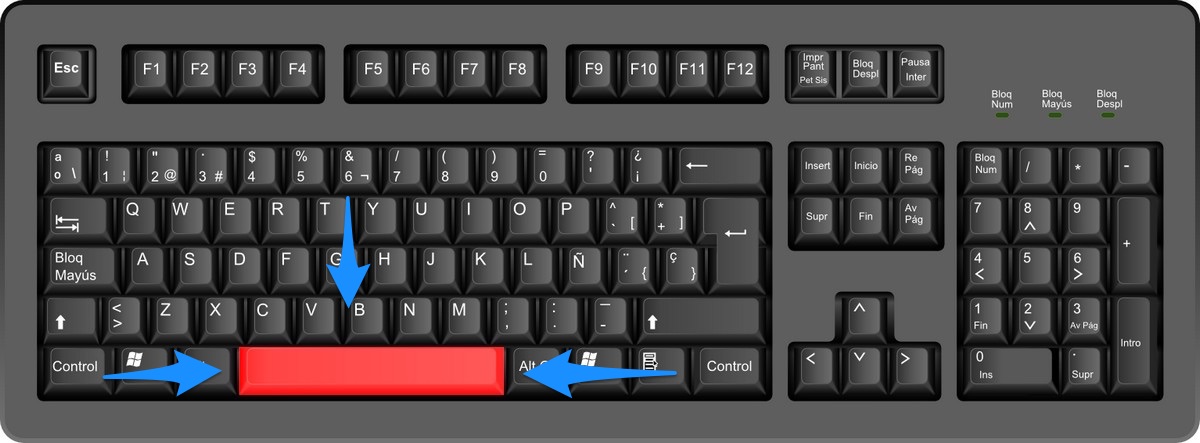 Esc F1 F2 F3 F4 F5 F6 F7 F8 F9 F10 F11 F12
Impr
Pant
Pet Sis
Bloq
Despl
Pausa
Inter
Bloq
Num
Bloq
Mayús
Bloq
Despl
a
º \
!
1 ¦
"
2 @
·
3 #
$
4
%
5
&
6 ¬
/
7
(
8
)
9
=
0
?
'
¿
¡
Insert Inicio
Re
Pág
Bloq
Num
/ * -
Q W E R T Y U I O P
^
` [
*
+ ]
Supr Fin
Av
Pág
7 8 9 +
Bloq
Mayús
A S D F G H J K L Ñ
¨
´ {
ç
}
4 5 6
<
>
Z X C V B N M
;
,
:
.
_
-
1
Fin
2
3
Av Pág
Intro
Control
Control
0
Ins
.
Supr